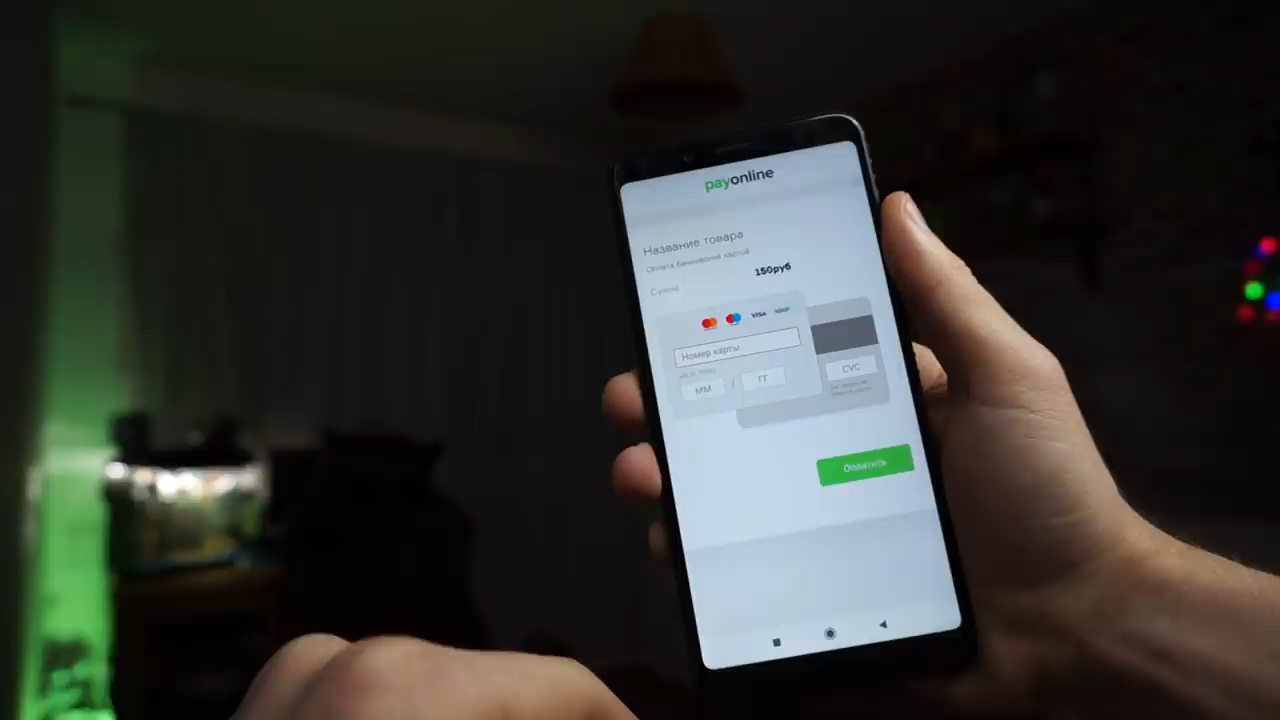 payonline
Название товара
Оплата банковской картой
Сумма 150руб
VISA
Номер карты
ММ / ГГ
CVC
Оплатить